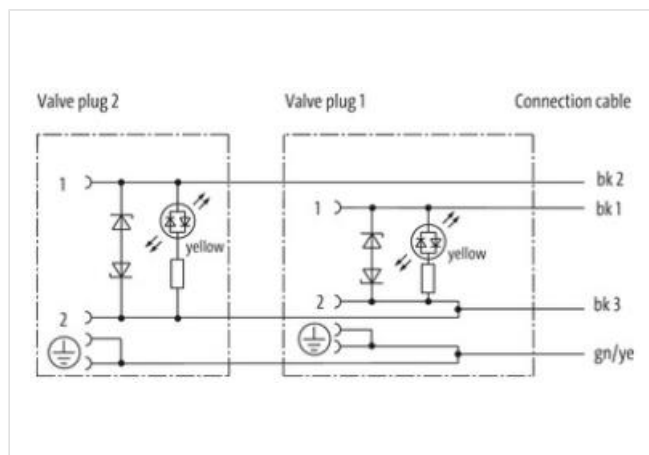 Valve plug 2 Valve plug 1 Connection cable
1 bk 2
1 bk 1
yellow
yellow
2 bk 3
2
gn/ye